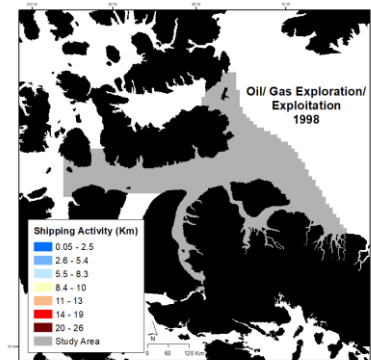 Oil/ Gas Exploration/
Exploitation
1998
Shipping Activity (Km)
0.05 - 2.5
2.6 - 5.4
5.5 - 8.3
8.4 - 10
11 - 13
14 - 19
20 - 26
Study Area
N
0 60 120 Km